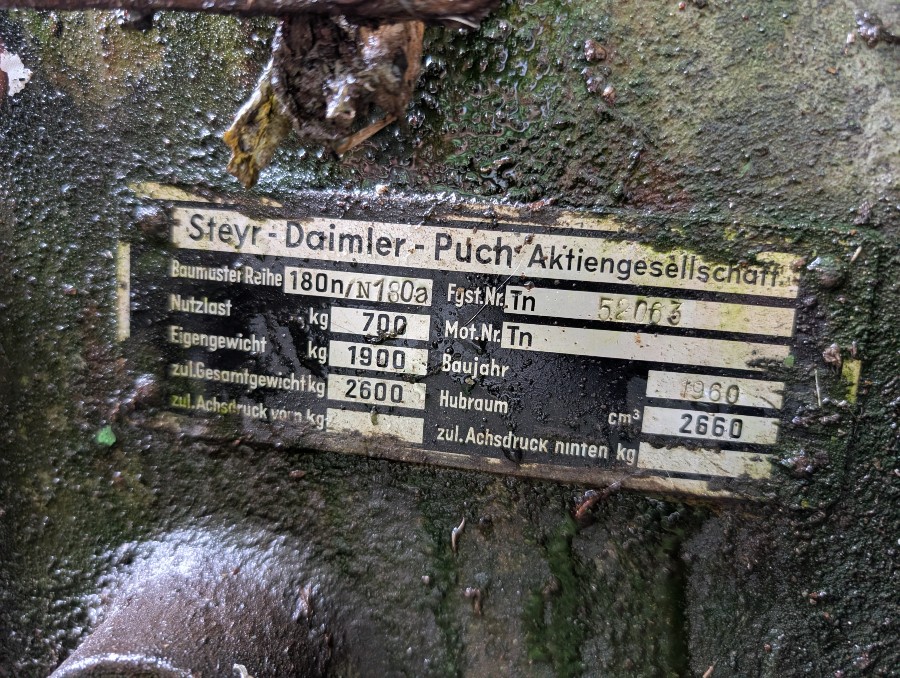 Steyr-Daimler-Puch Aktiengesellschaft
Baumuster Reihe 180n/N180a Fgst.Nr. Tn 52063
Nutzlast kg 700 Mot.Nr. Tn
Eigengewicht kg 1900 Baujahr 1960
zul.Gesamtgewicht kg 2600 Hubraum cm³ 2660
zul.Achsdruck vorn kg zul.Achsdruck hinten kg